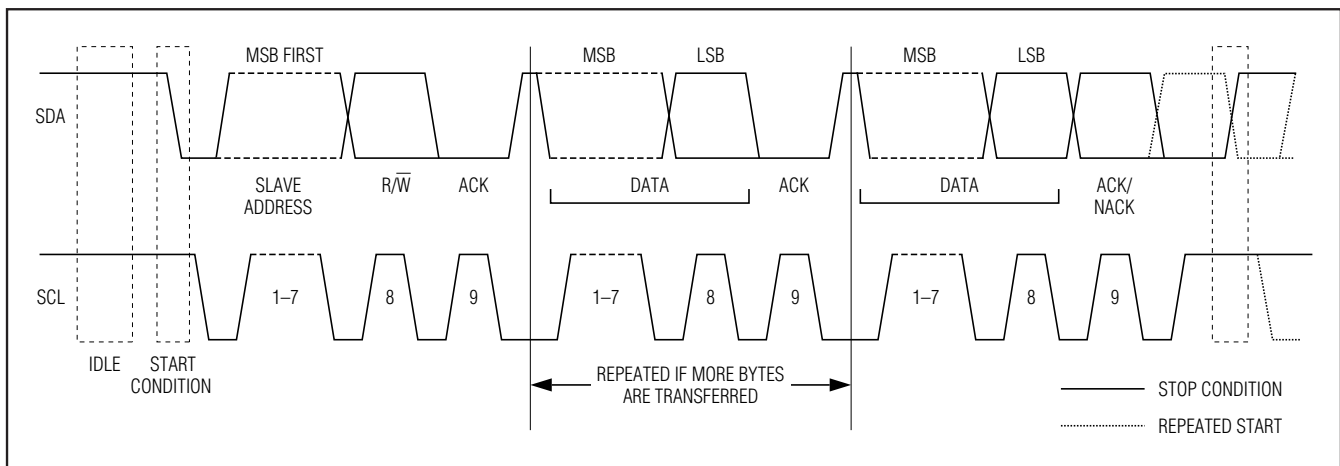 MSB FIRST
MSB
LSB
MSB
LSB
SDA
SLAVE
ADDRESS
R/W̅
ACK
DATA
ACK
DATA
ACK/
NACK
SCL
1–7
8
9
1–7
8
9
1–7
8
9
IDLE
START
CONDITION
REPEATED IF MORE BYTES
ARE TRANSFERRED
STOP CONDITION
REPEATED START